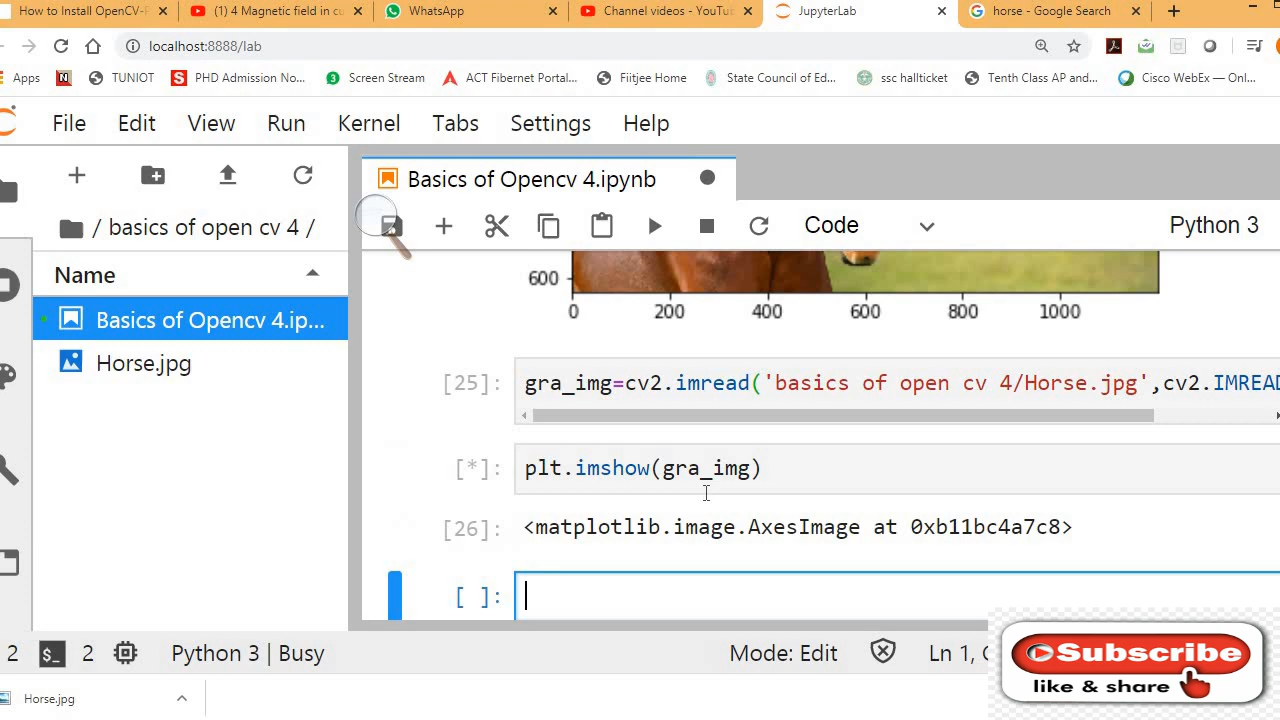 How to Install OpenCV-P
(1) 4 Magnetic field in cu
WhatsApp
Channel videos - YouTu
JupyterLab
horse - Google Search
localhost:8888/lab
Apps
TUNIOT
PHD Admission No...
Screen Stream
ACT Fibernet Portal...
Fiitjee Home
State Council of Ed...
ssc hallticket
Tenth Class AP and...
Cisco WebEx — Onl...
File Edit View Run Kernel Tabs Settings Help
Basics of Opencv 4.ipynb
Code
Python 3
/ basics of open cv 4 /
Name
Basics of Opencv 4.ip...
Horse.jpg
600
0 200 400 600 800 1000
[25]: gra_img=cv2.imread('basics of open cv 4/Horse.jpg',cv2.IMREAD
[*]: plt.imshow(gra_img)
[26]: <matplotlib.image.AxesImage at 0xb11bc4a7c8>
[ ]:
2 $_ 2 Python 3 | Busy
Mode: Edit
Ln 1, C
Subscribe
like & share
Horse.jpg